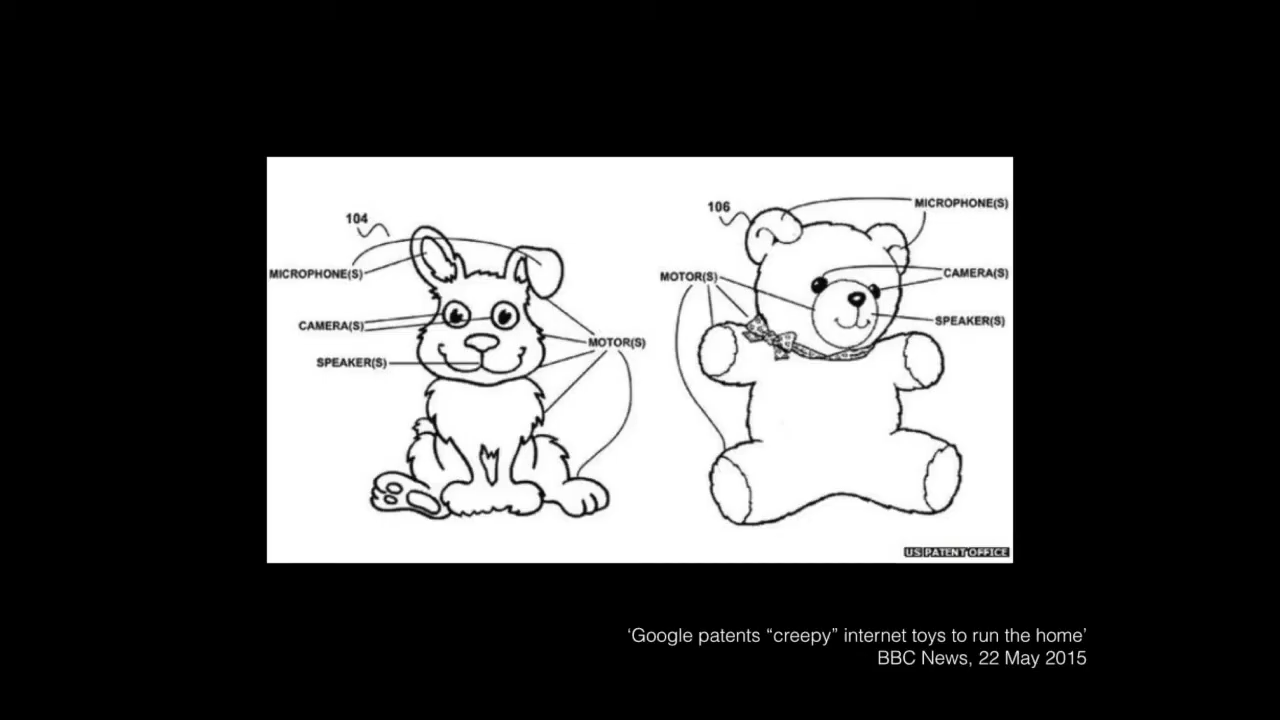 104
MICROPHONE(S)
CAMERA(S)
SPEAKER(S)
MOTOR(S)
106
MICROPHONE(S)
MOTOR(S)
CAMERA(S)
SPEAKER(S)
US PATENT OFFICE
‘Google patents “creepy” internet toys to run the home’
BBC News, 22 May 2015